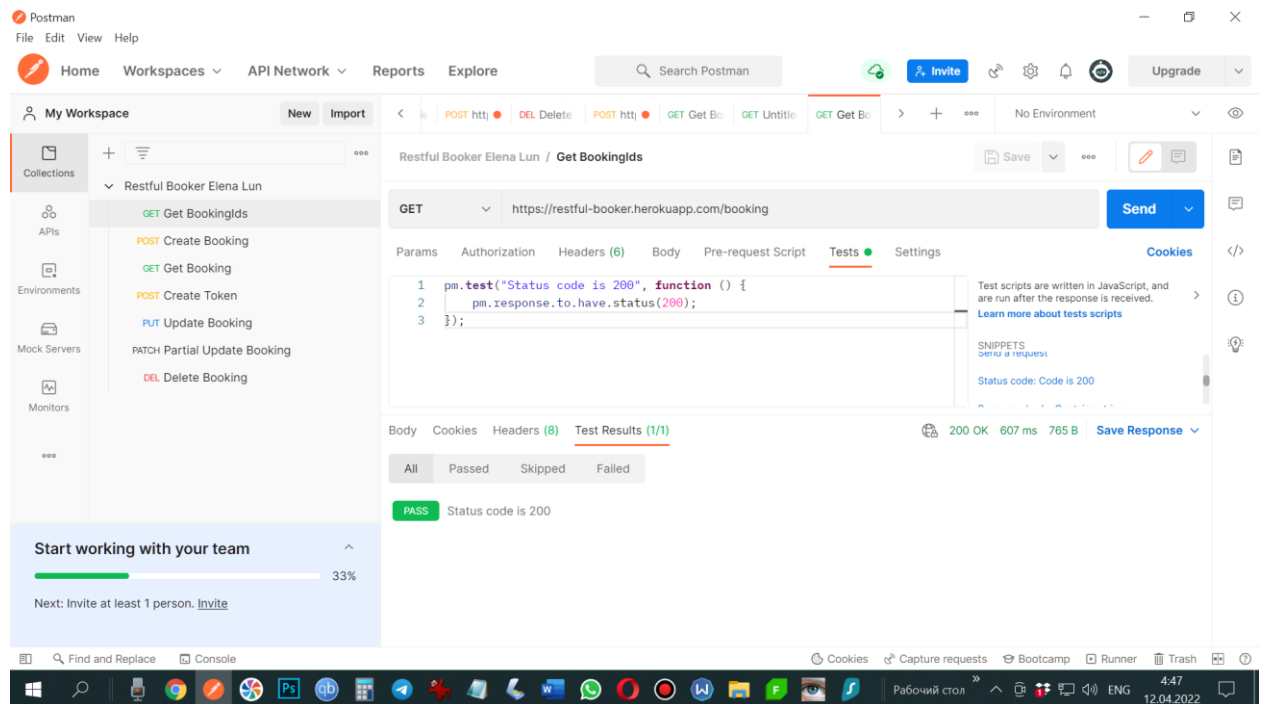 Postman
File Edit View Help
Home Workspaces API Network Reports Explore Search Postman Invite Upgrade
My Workspace New Import POST htt DEL Delete POST htt GET Get Bo GET Untitle GET Get Bo No Environment
Collections
APIs
Environments
Mock Servers
Monitors
Restful Booker Elena Lun
GET Get BookingIds
POST Create Booking
GET Get Booking
POST Create Token
PUT Update Booking
PATCH Partial Update Booking
DEL Delete Booking
Restful Booker Elena Lun / Get BookingIds Save
GET https://restful-booker.herokuapp.com/booking Send
Params Authorization Headers (6) Body Pre-request Script Tests Settings Cookies
1 pm.test("Status code is 200", function () {
2 pm.response.to.have.status(200);
3 });
Test scripts are written in JavaScript, and
are run after the response is received.
Learn more about tests scripts
SNIPPETS
Send a request
Status code: Code is 200
Body Cookies Headers (8) Test Results (1/1) 200 OK 607 ms 765 B Save Response
All Passed Skipped Failed
PASS Status code is 200
Start working with your team
33%
Next: Invite at least 1 person. Invite
Find and Replace Console Cookies Capture requests Bootcamp Runner Trash
Ps qb W F Рабочий стол ENG 4:47
12.04.2022